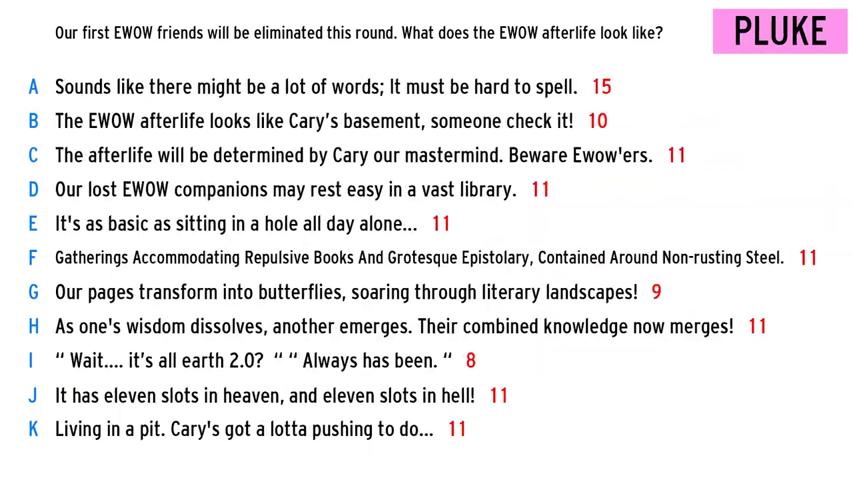 Our first EWOW friends will be eliminated this round. What does the EWOW afterlife look like?
PLUKE
A Sounds like there might be a lot of words; It must be hard to spell. 15
B The EWOW afterlife looks like Cary's basement, someone check it! 10
C The afterlife will be determined by Cary our mastermind. Beware Ewow'ers. 11
D Our lost EWOW companions may rest easy in a vast library. 11
E It's as basic as sitting in a hole all day alone... 11
F Gatherings Accommodating Repulsive Books And Grotesque Epistolary, Contained Around Non-rusting Steel. 11
G Our pages transform into butterflies, soaring through literary landscapes! 9
H As one's wisdom dissolves, another emerges. Their combined knowledge now merges! 11
I “ Wait.... it’s all earth 2.0? “ “ Always has been. “ 8
J It has eleven slots in heaven, and eleven slots in hell! 11
K Living in a pit. Cary's got a lotta pushing to do... 11